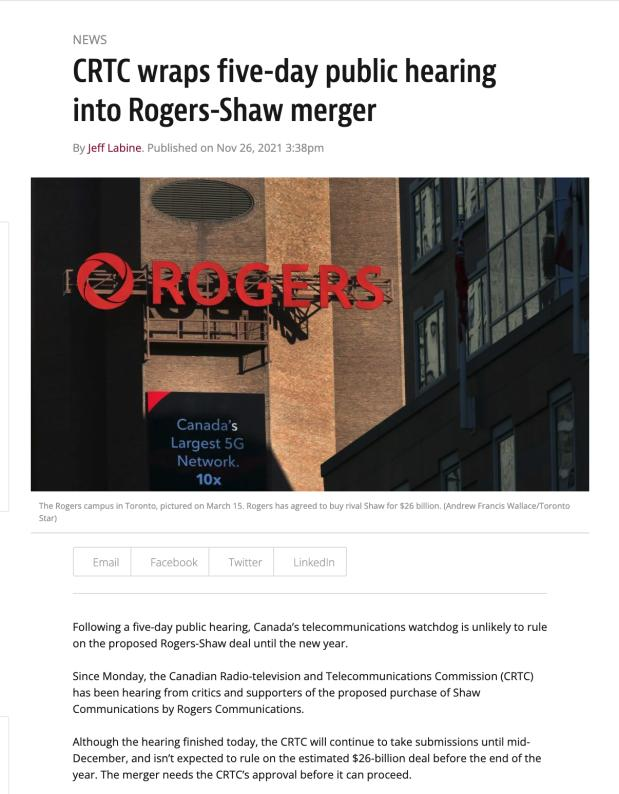 NEWS
CRTC wraps five-day public hearing
into Rogers-Shaw merger
By Jeff Labine. Published on Nov 26, 2021 3:38pm
ROGERS
Canada's
Largest 5G
Network.
10x
The Rogers campus in Toronto, pictured on March 15. Rogers has agreed to buy rival Shaw for $26 billion. (Andrew Francis Wallace/Toronto
Star)
Email Facebook Twitter LinkedIn
Following a five-day public hearing, Canada's telecommunications watchdog is unlikely to rule
on the proposed Rogers-Shaw deal until the new year.
Since Monday, the Canadian Radio-television and Telecommunications Commission (CRTC)
has been hearing from critics and supporters of the proposed purchase of Shaw
Communications by Rogers Communications.
Although the hearing finished today, the CRTC will continue to take submissions until mid-
December, and isn't expected to rule on the estimated $26-billion deal before the end of the
year. The merger needs the CRTC's approval before it can proceed.